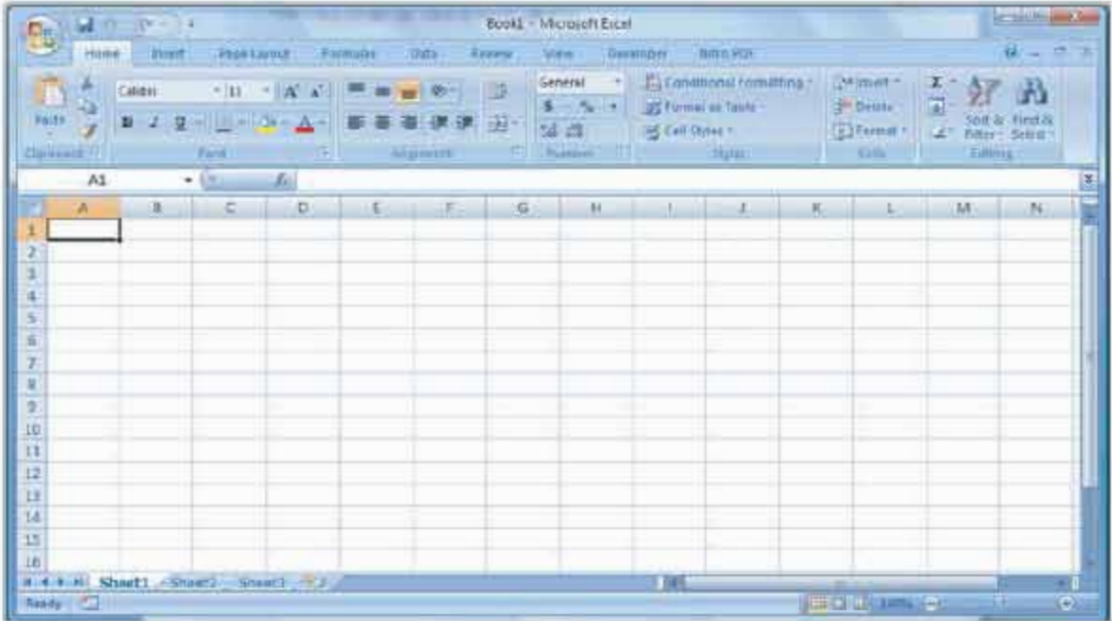 Book1 - Microsoft Excel
Home Insert Page Layout Formulas Data Review View Developer Nitro PDF
Calibri 11 A A General Conditional Formatting Insert Σ
Paste B I U A $ % , Format as Table Delete Sort & Find &
Cell Styles Format Filter Select
Clipboard Font Alignment Number Styles Cells Editing
A1 fx
A B C D E F G H I J K L M N
1
2
3
4
5
6
7
8
9
10
11
12
13
14
15
16
Sheet1 Sheet2 Sheet3
Ready